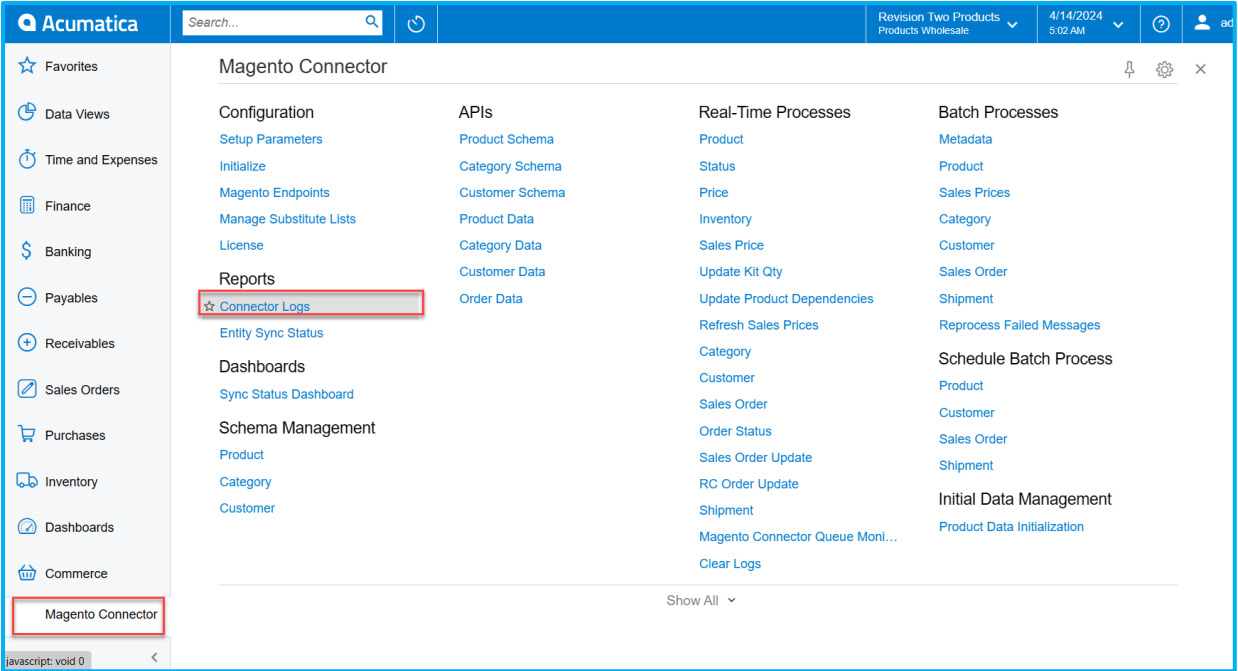 Acumatica
Search...
Revision Two Products
Products Wholesale
4/14/2024
5:02 AM
ad
Favorites
Data Views
Time and Expenses
Finance
Banking
Payables
Receivables
Sales Orders
Purchases
Inventory
Dashboards
Commerce
Magento Connector
javascript: void 0
Magento Connector
Configuration
Setup Parameters
Initialize
Magento Endpoints
Manage Substitute Lists
License
Reports
Connector Logs
Entity Sync Status
Dashboards
Sync Status Dashboard
Schema Management
Product
Category
Customer
APIs
Product Schema
Category Schema
Customer Schema
Product Data
Category Data
Customer Data
Order Data
Real-Time Processes
Product
Status
Price
Inventory
Sales Price
Update Kit Qty
Update Product Dependencies
Refresh Sales Prices
Category
Customer
Sales Order
Order Status
Sales Order Update
RC Order Update
Shipment
Magento Connector Queue Moni...
Clear Logs
Batch Processes
Metadata
Product
Sales Prices
Category
Customer
Sales Order
Shipment
Reprocess Failed Messages
Schedule Batch Process
Product
Customer
Sales Order
Shipment
Initial Data Management
Product Data Initialization
Show All